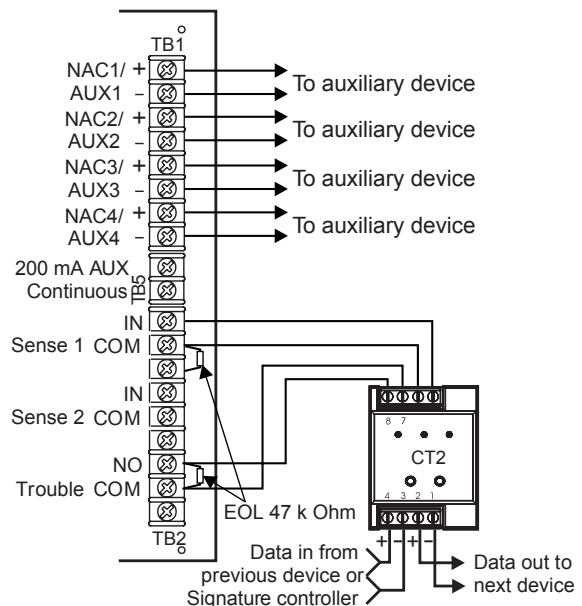 TB1
NAC1/ +
AUX1 –
To auxiliary device
NAC2/ +
AUX2 –
To auxiliary device
NAC3/ +
AUX3 –
To auxiliary device
NAC4/ +
AUX4 –
To auxiliary device
200 mA AUX
Continuous
TB5
IN
Sense 1 COM
IN
Sense 2 COM
NO
Trouble COM
TB2
EOL 47 k Ohm
8 7
CT2
4 3 2 1
+ – + –
Data in from
previous device or
Signature controller
Data out to
next device